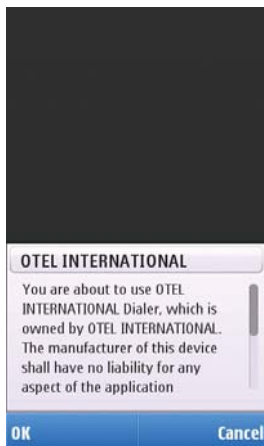 OTEL INTERNATIONAL
You are about to use OTEL
INTERNATIONAL Dialer, which is
owned by OTEL INTERNATIONAL.
The manufacturer of this device
shall have no liability for any
aspect of the application
OK Cancel